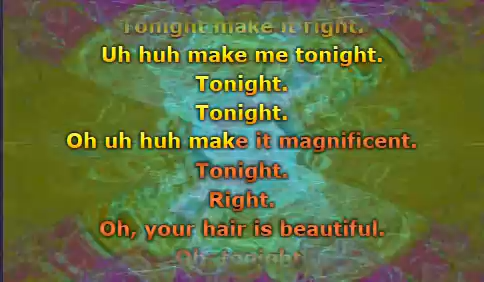 Tonight make it right.
Uh huh make me tonight.
Tonight.
Tonight.
Oh uh huh make it magnificent.
Tonight.
Right.
Oh, your hair is beautiful.
Oh, tonight.